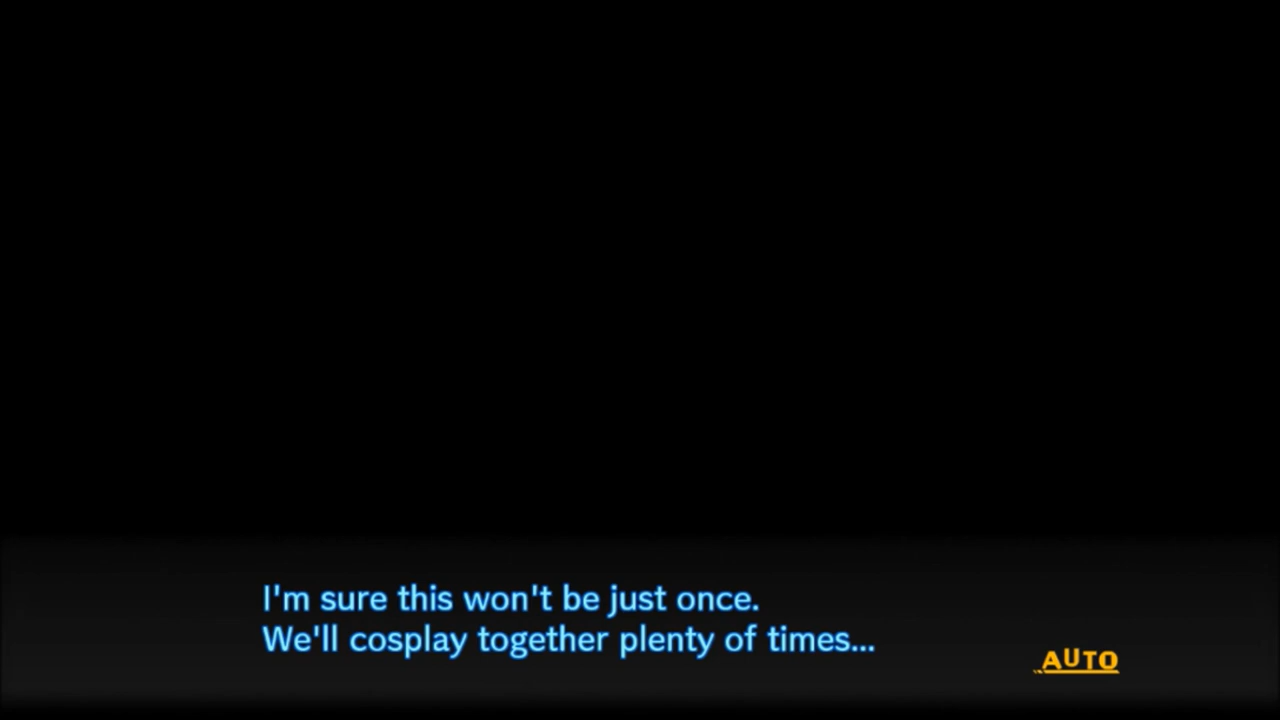 I'm sure this won't be just once.
We'll cosplay together plenty of times...
AUTO